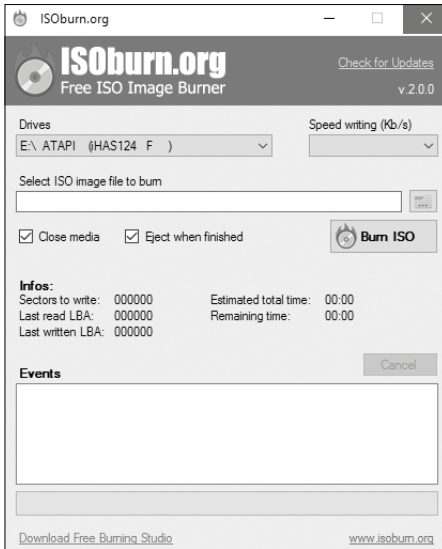 ISOburn.org
ISOburn.org
Free ISO Image Burner
Check for Updates
v.2.0.0
Drives
Speed writing (Kb/s)
E:\ ATAPI (iHAS124 F )
Select ISO image file to burn
...
Close media
Eject when finished
Burn ISO
Infos:
Sectors to write: 000000 Estimated total time: 00:00
Last read LBA: 000000 Remaining time: 00:00
Last written LBA: 000000
Cancel
Events
Download Free Burning Studio
www.isoburn.org